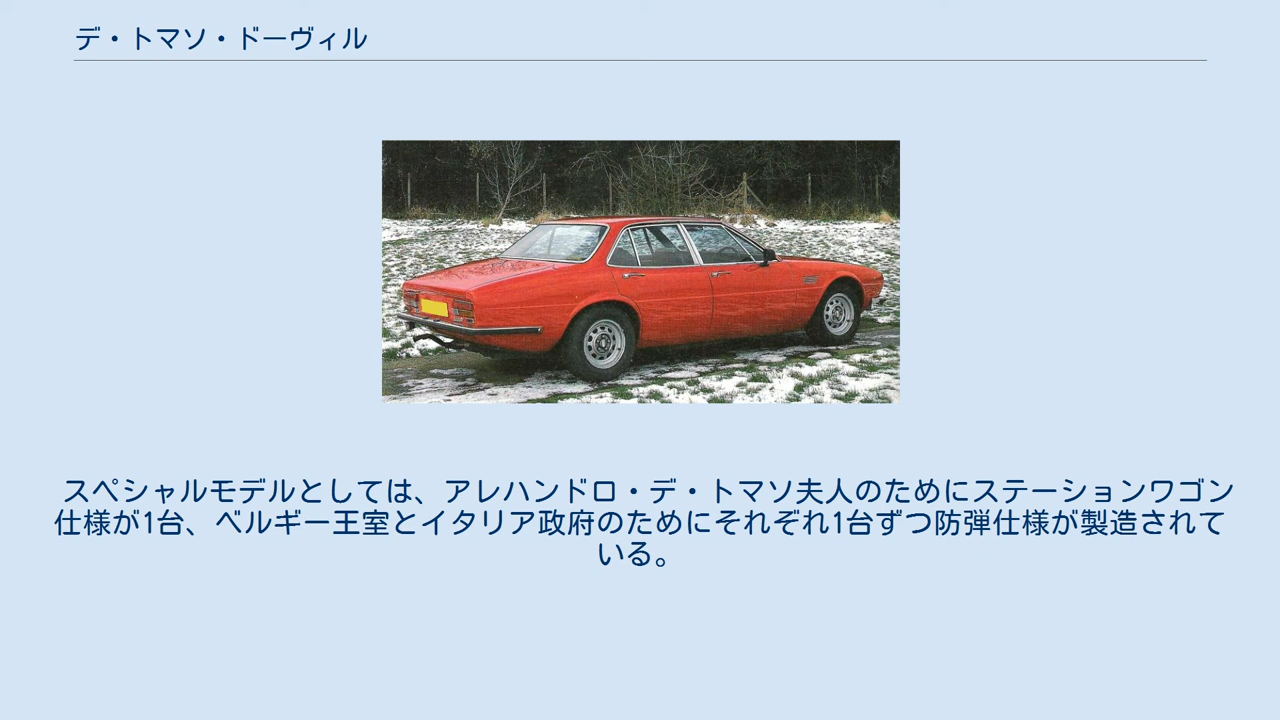 デ・トマソ・ドーヴィル
スペシャルモデルとしては、アレハンドロ・デ・トマソ夫人のためにステーションワゴン
仕様が1台、ベルギー王室とイタリア政府のためにそれぞれ1台ずつ防弾仕様が製造されて
いる。